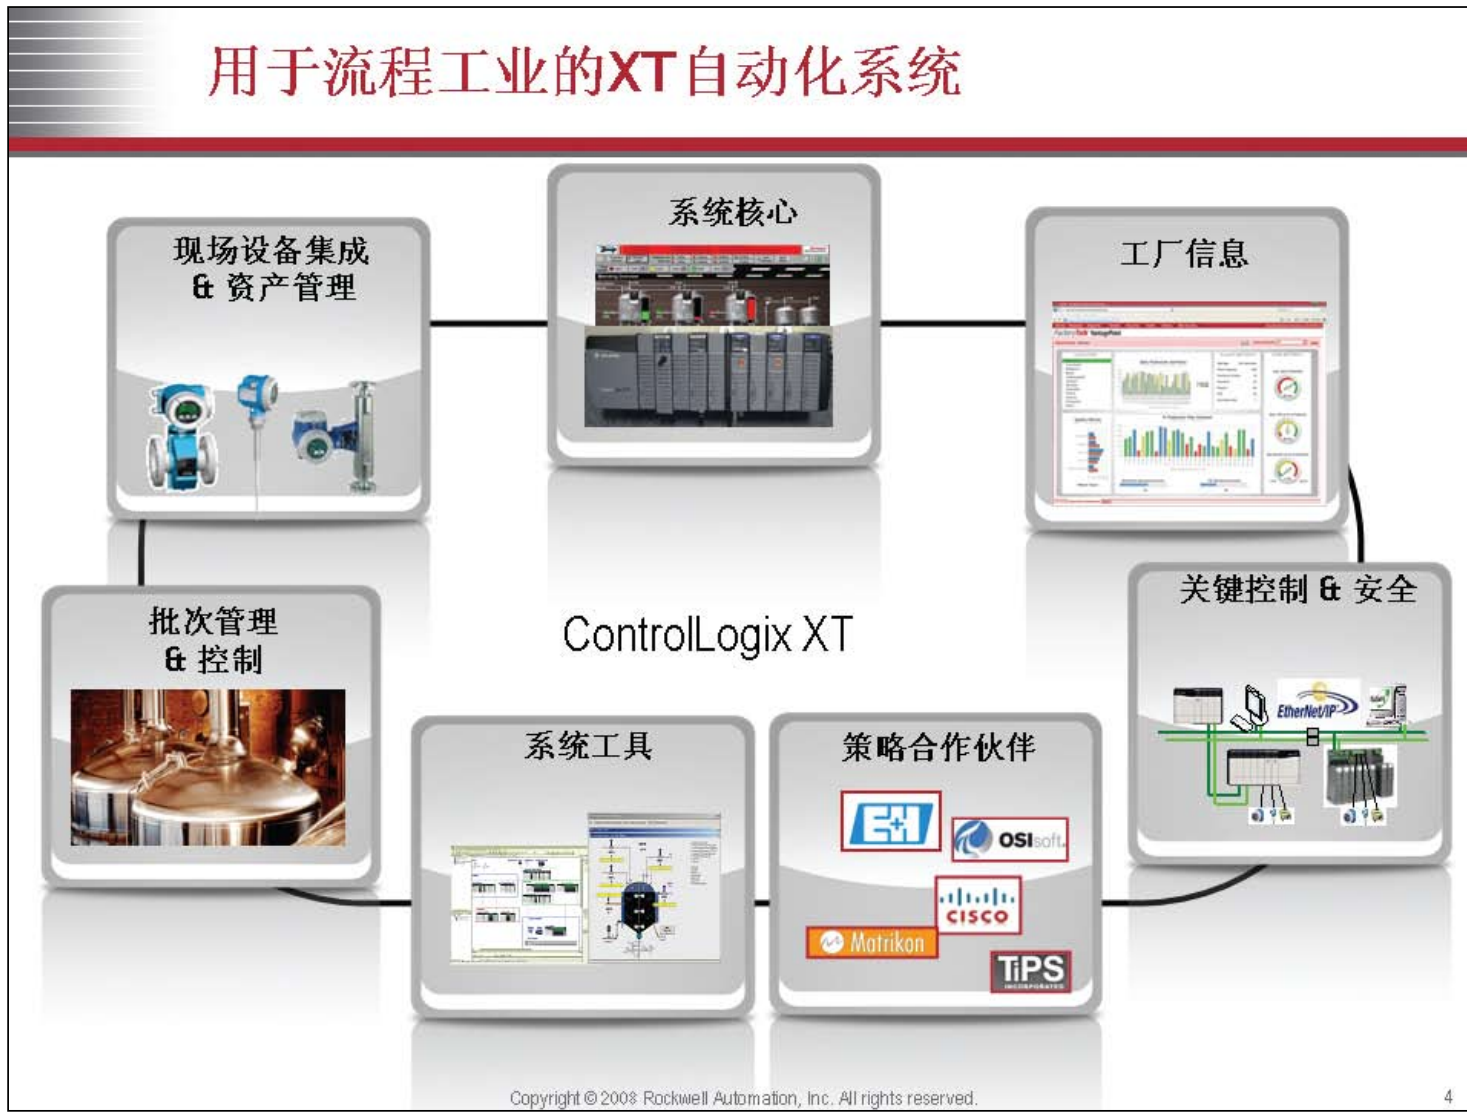 用于流程工业的XT自动化系统
系统核心
现场设备集成
& 资产管理
工厂信息
FactoryTalk VantagePoint
关键控制 & 安全
EtherNet/IP
批次管理
& 控制
ControlLogix XT
系统工具
策略合作伙伴
E+H
OSIsoft.
CISCO
Matrikon
TiPS
INCORPORATED
Copyright © 2008 Rockwell Automation, Inc. All rights reserved.
4